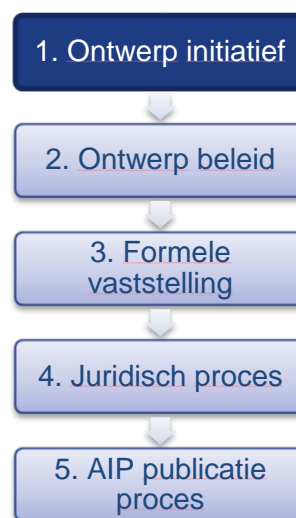 1. Ontwerp initiatief
2. Ontwerp beleid
3. Formele
vaststelling
4. Juridisch proces
5. AIP publicatie
proces